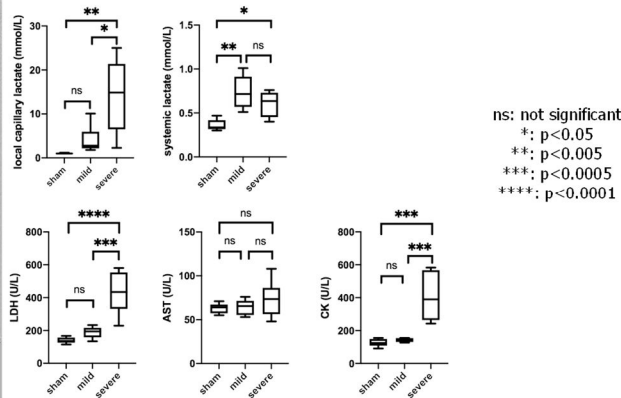 local capillary lactate (mmol/L)
30
20
10
0
**
*
ns
sham
mild
severe
systemic lactate (mmol/L)
1.5
1.0
0.5
0.0
*
**
ns
sham
mild
severe
ns: not significant
*: p<0.05
**: p<0.005
***: p<0.0005
****: p<0.0001
LDH (U/L)
800
600
400
200
0
****
***
ns
sham
mild
severe
AST (U/L)
150
100
50
0
ns
ns
ns
sham
mild
severe
CK (U/L)
800
600
400
200
0
***
***
ns
sham
mild
severe